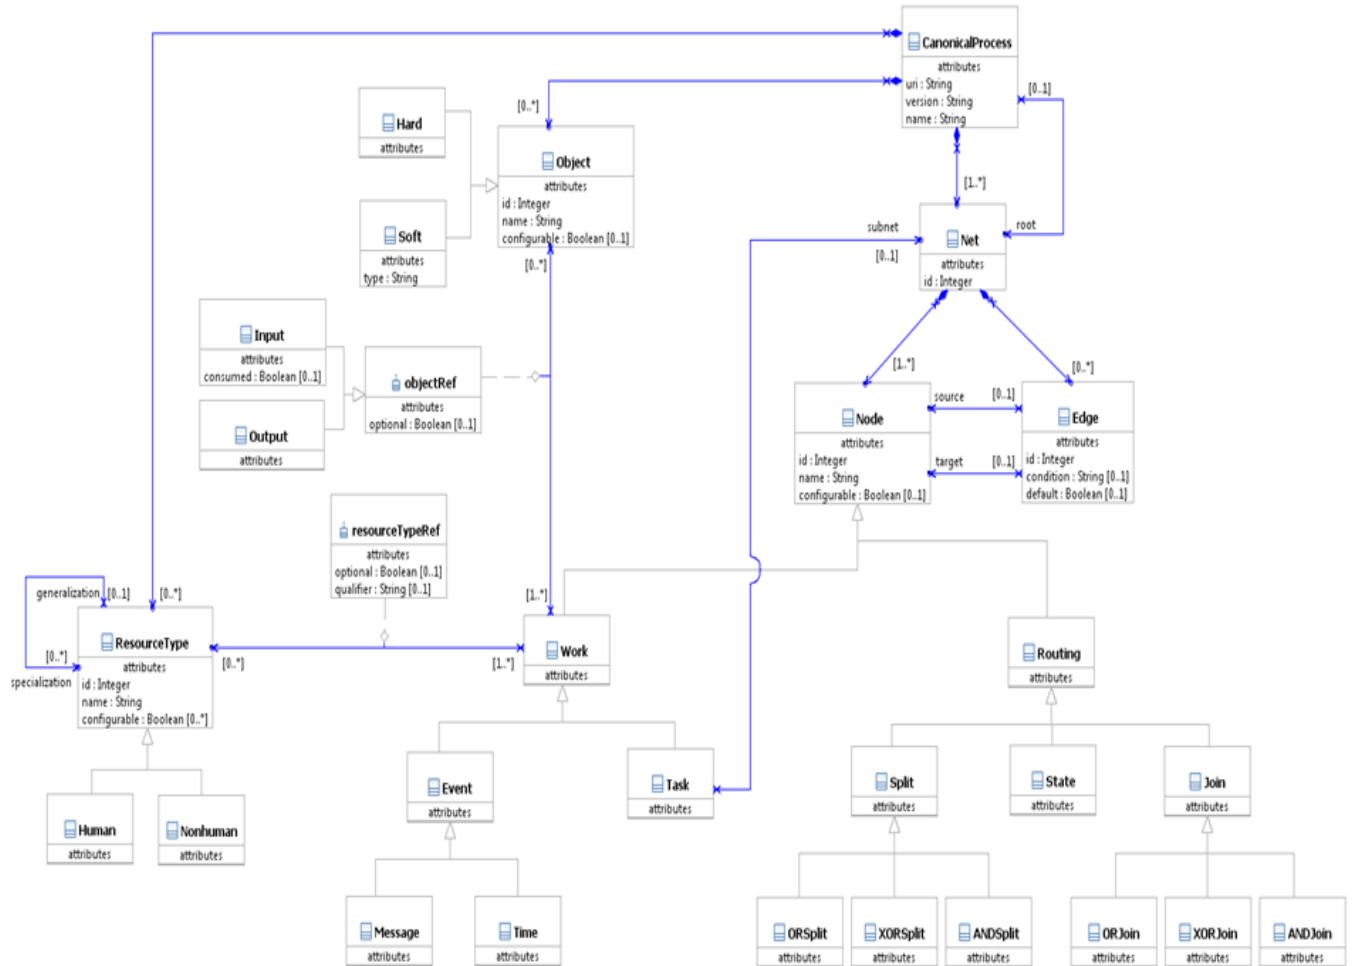 CanonicalProcess
attributes
uri : String
version : String
name : String
[0..1]
[0..*]
Hard
attributes
Object
attributes
id : Integer
name : String
configurable : Boolean [0..1]
[0..*]
Soft
attributes
type : String
[1..*]
subnet
[0..1]
root
Net
attributes
id : Integer
Input
attributes
consumed : Boolean [0..1]
Output
attributes
objectRef
attributes
optional : Boolean [0..1]
[1..*]
[0..*]
Node
attributes
id : Integer
name : String
configurable : Boolean [0..1]
source
[0..1]
target
[0..1]
Edge
attributes
id : Integer
condition : String [0..1]
default : Boolean [0..1]
resourceTypeRef
attributes
optional : Boolean [0..1]
qualifier : String [0..1]
generalization
[0..1]
[0..*]
[0..*]
specialization
ResourceType
attributes
id : Integer
name : String
configurable : Boolean [0..*]
[0..*]
[1..*]
[1..*]
Work
attributes
Routing
attributes
Human
attributes
Nonhuman
attributes
Event
attributes
Task
attributes
Split
attributes
State
attributes
Join
attributes
Message
attributes
Time
attributes
ORSplit
attributes
XORSplit
attributes
ANDSplit
attributes
ORJoin
attributes
XORJoin
attributes
ANDJoin
attributes